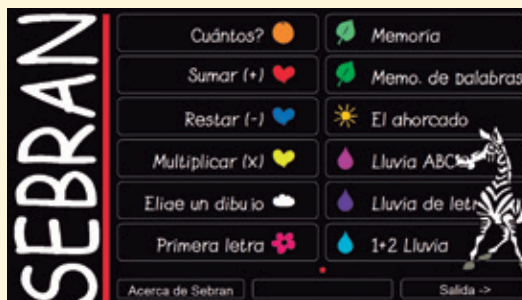 SEBRAN
Cuántos?
Sumar (+)
Restar (-)
Multiplicar (x)
Elige un dibujo
Primera letra
Memoria
Memo. de palabras
El ahorcado
Lluvia ABC
Lluvia de
1+2 Lluvia
Acerca de Sebran
Salida ->